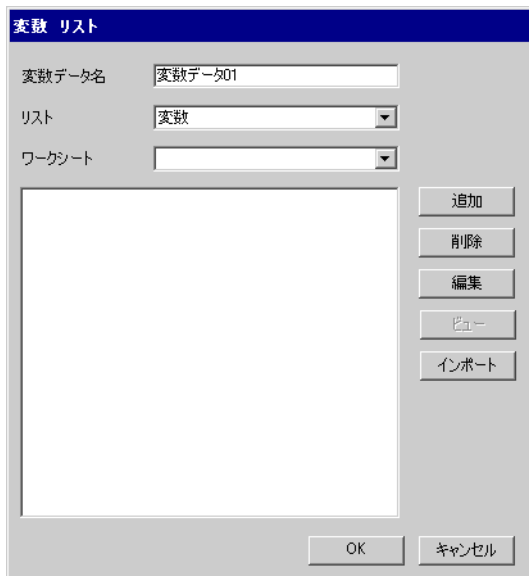 変数 リスト
変数データ名 変数データ01
リスト 変数
ワークシート
追加
削除
編集
ビュー
インポート
OK キャンセル